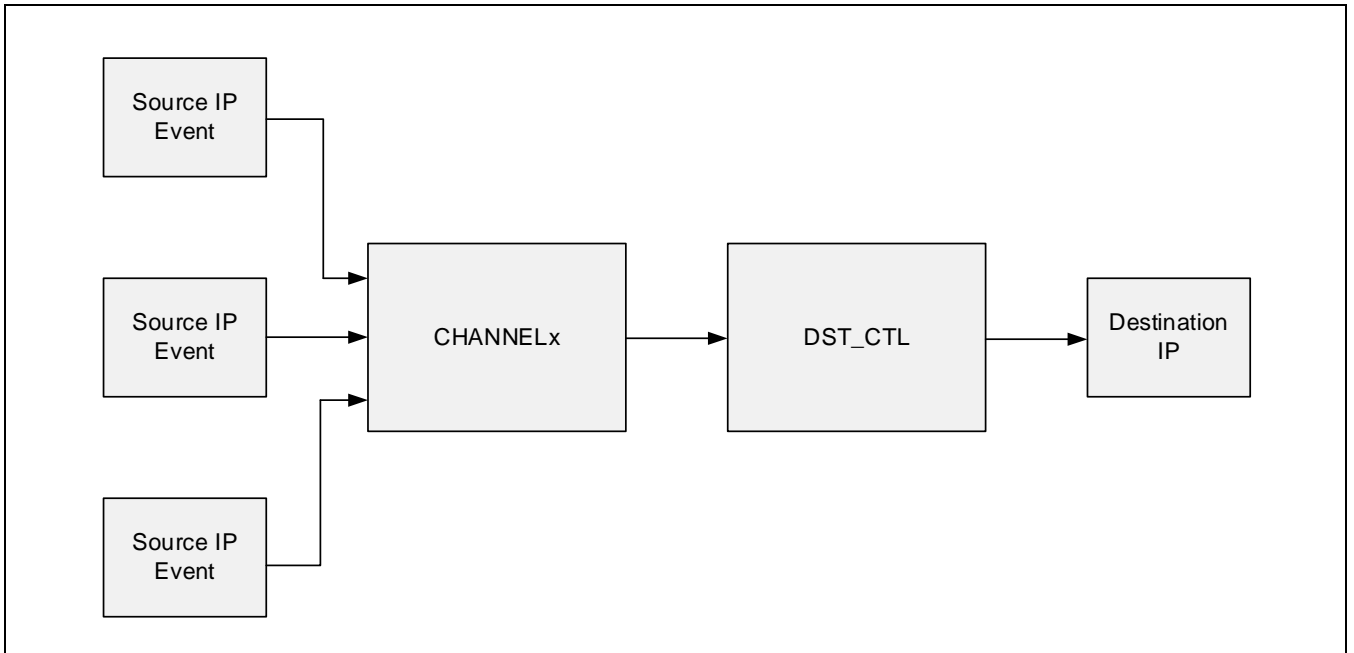 Source IP
Event
Source IP
Event
CHANNELx
DST_CTL
Destination
IP
Source IP
Event